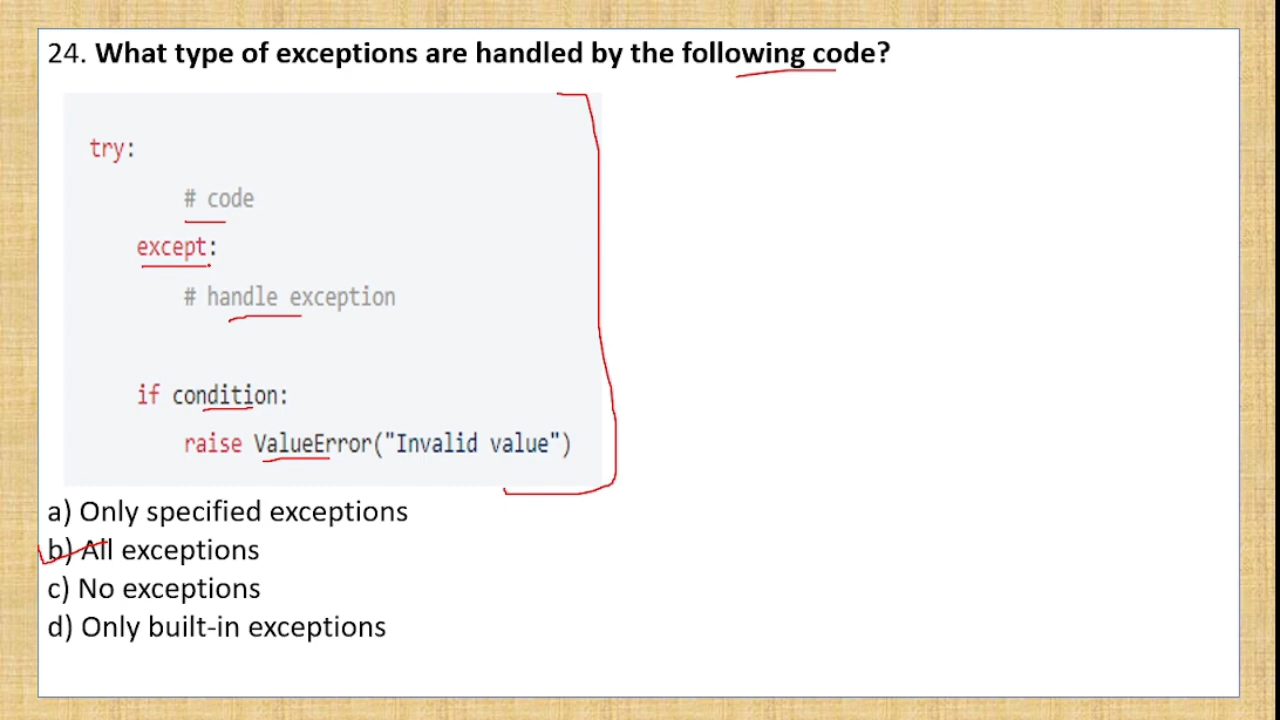 24. What type of exceptions are handled by the following code?
try:
# code
except:
# handle exception
if condition:
raise ValueError("Invalid value")
a) Only specified exceptions
b) All exceptions
c) No exceptions
d) Only built-in exceptions